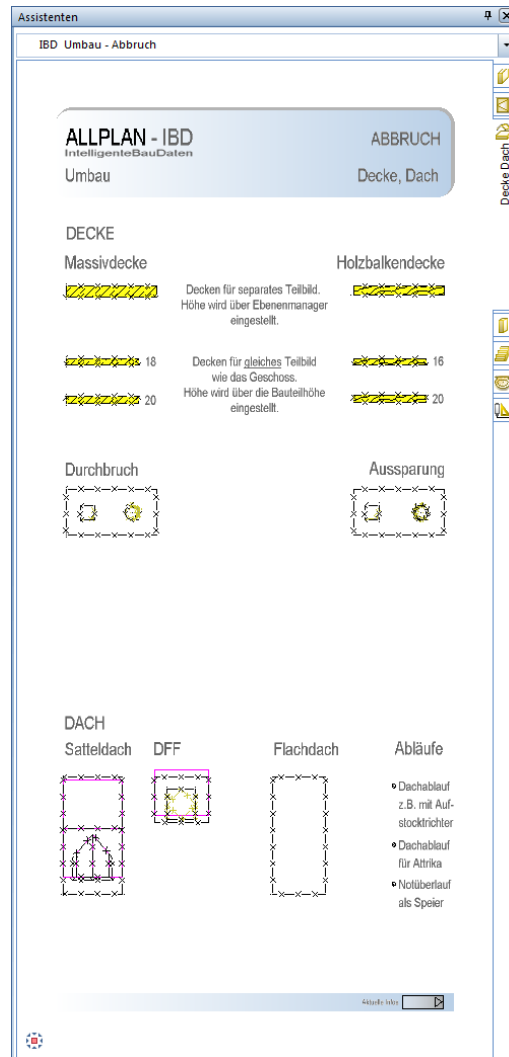 Assistenten
IBD Umbau - Abbruch
Decke Dach
ALLPLAN - IBD
IntelligenteBauDaten
ABBRUCH
Umbau
Decke, Dach
DECKE
Massivdecke
Holzbalkendecke
Decken für separates Teilbild.
Höhe wird über Ebenenmanager
eingestellt.
18
Decken für gleiches Teilbild
wie das Geschoss.
Höhe wird über die Bauteilhöhe
eingestellt.
16
20
20
Durchbruch
Aussparung
DACH
Satteldach
DFF
Flachdach
Abläufe
Dachablauf
z.B. mit Auf-
stocktrichter
Dachablauf
für Attrika
Notüberlauf
als Speier
Aktuelle Infos